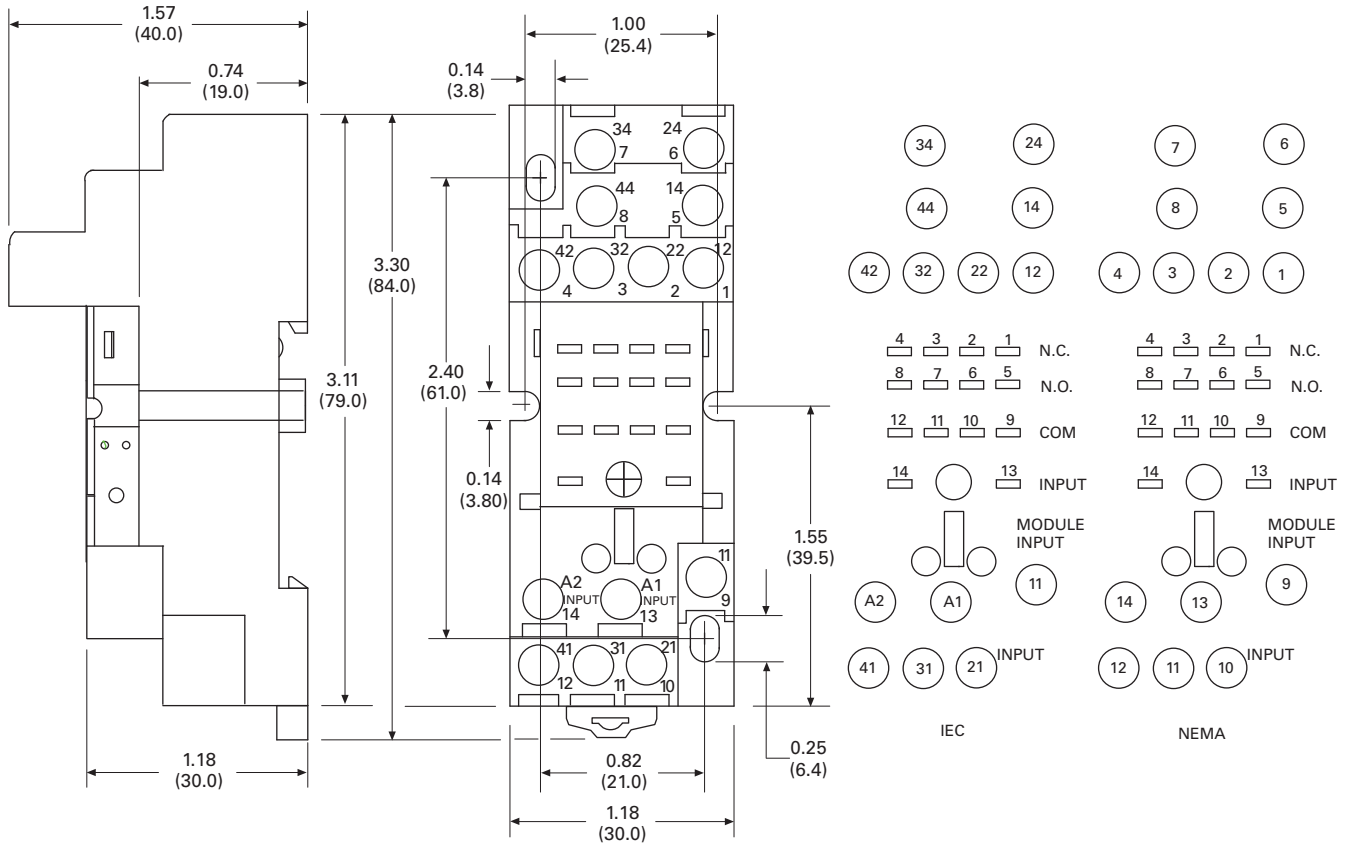 1.57
(40.0)
0.74
(19.0)
3.11
(79.0)
3.30
(84.0)
1.18
(30.0)
1.00
(25.4)
0.14
(3.8)
2.40
(61.0)
0.14
(3.80)
1.55
(39.5)
0.25
(6.4)
0.82
(21.0)
1.18
(30.0)
34 24
7 6
44 14
8 5
42 32 22 12
4 3 2 1
11
9
A2 A1
INPUT INPUT
14 13
41 31 21
12 11 10
34 24
44 14
42 32 22 12
4 3 2 1 N.C.
8 7 6 5 N.O.
12 11 10 9 COM
14 13 INPUT
MODULE
INPUT
11
A2 A1
41 31 21 INPUT
IEC
7 6
8 5
4 3 2 1
4 3 2 1 N.C.
8 7 6 5 N.O.
12 11 10 9 COM
14 13 INPUT
MODULE
INPUT
9
14 13
12 11 10 INPUT
NEMA